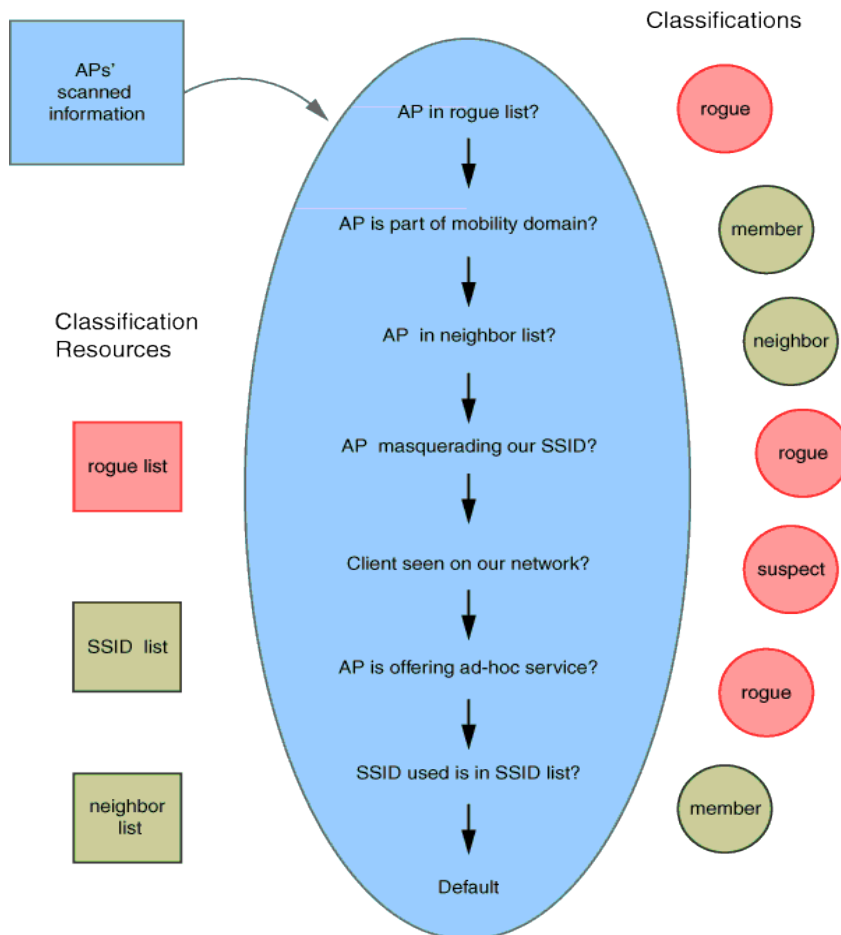 Classifications
APs'
scanned
information
AP in rogue list?
rogue
AP is part of mobility domain?
member
Classification
Resources
AP in neighbor list?
neighbor
rogue list
AP masquerading our SSID?
rogue
Client seen on our network?
suspect
SSID list
AP is offering ad-hoc service?
rogue
SSID used is in SSID list?
neighbor
list
member
Default